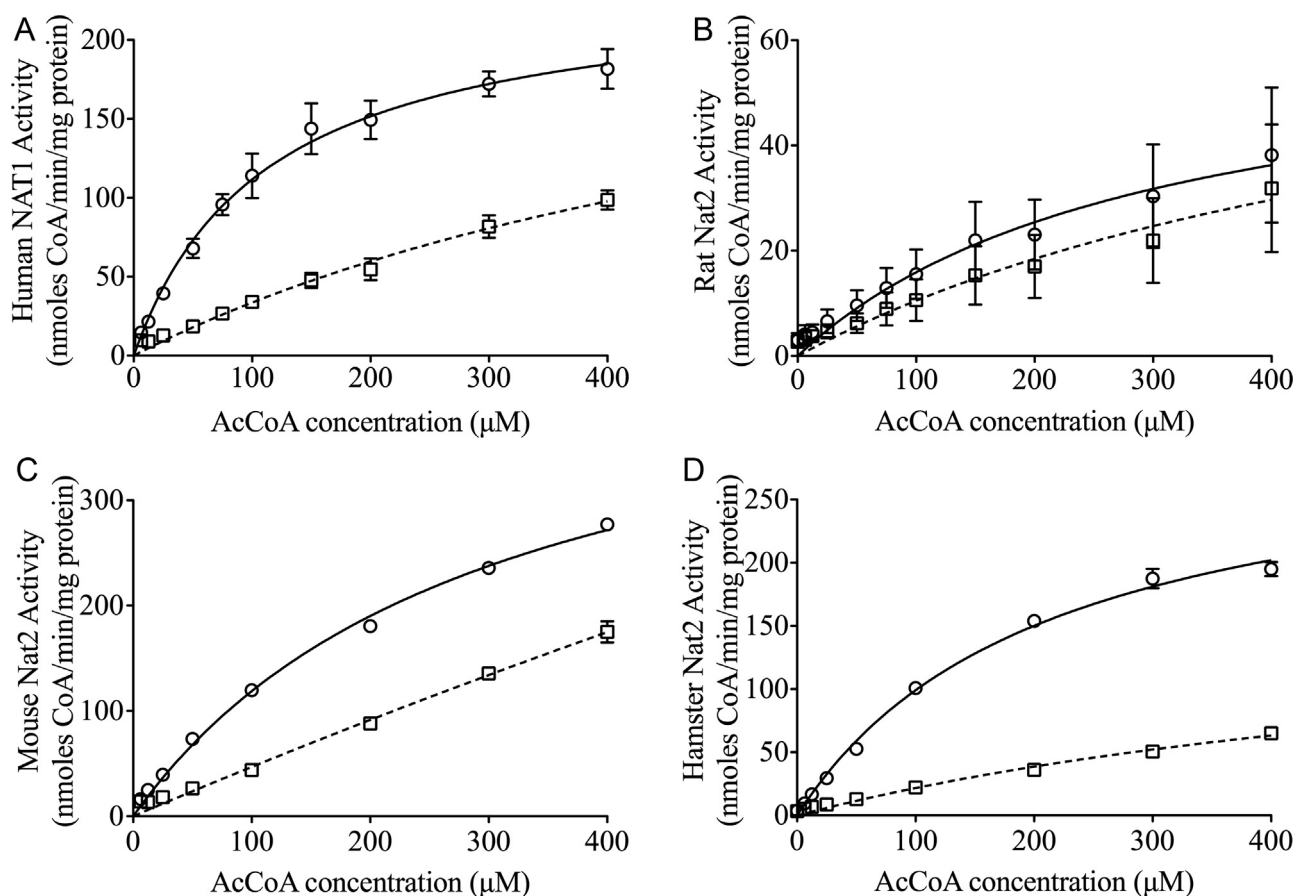 A
Human NAT1 Activity
(nmoles CoA/min/mg protein)
200
150
100
50
0
0 100 200 300 400
AcCoA concentration (μM)
B
Rat Nat2 Activity
(nmoles CoA/min/mg protein)
60
40
20
0
0 100 200 300 400
AcCoA concentration (μM)
C
Mouse Nat2 Activity
(nmoles CoA/min/mg protein)
300
200
100
0
0 100 200 300 400
AcCoA concentration (μM)
D
Hamster Nat2 Activity
(nmoles CoA/min/mg protein)
250
200
150
100
50
0
0 100 200 300 400
AcCoA concentration (μM)